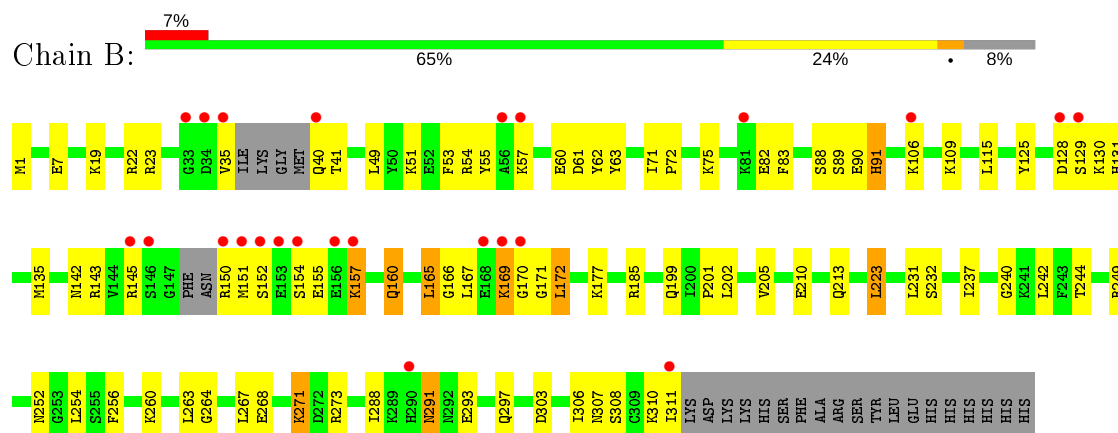 7%
Chain B:
65% 24% • 8%
M1 E7 K19 R22 R23 G33 D34 V35 ILE LYS GLY MET Q40 T41 L49 Y50 K51 E52 F53 R54 Y55 A56 K57 E60 D61 Y62 Y63 I71 P72 K75 K81 E82 F83 S88 S89 E90 H91 K106 K109 L115 Y125 D128 S129 K130 H131
M135 N142 R143 V144 R145 S146 G147 PHE ASN R150 M151 S152 E153 S154 E155 E156 K157 Q160 L165 G166 L167 E168 K169 G170 G171 L172 K177 R185 Q199 I200 P201 L202 V205 E210 Q213 L223 L231 S232 I237 G240 K241 L242 F243 T244
N252 G253 L254 S255 F256 K260 L263 G264 L267 E268 K271 D272 R273 I288 K289 H290 N291 N292 E293 Q297 D303 I306 N307 S308 C309 K310 I311 LYS ASP LYS LYS HIS SER PHE ALA ARG SER TYR LEU GLU HIS HIS HIS HIS HIS HIS